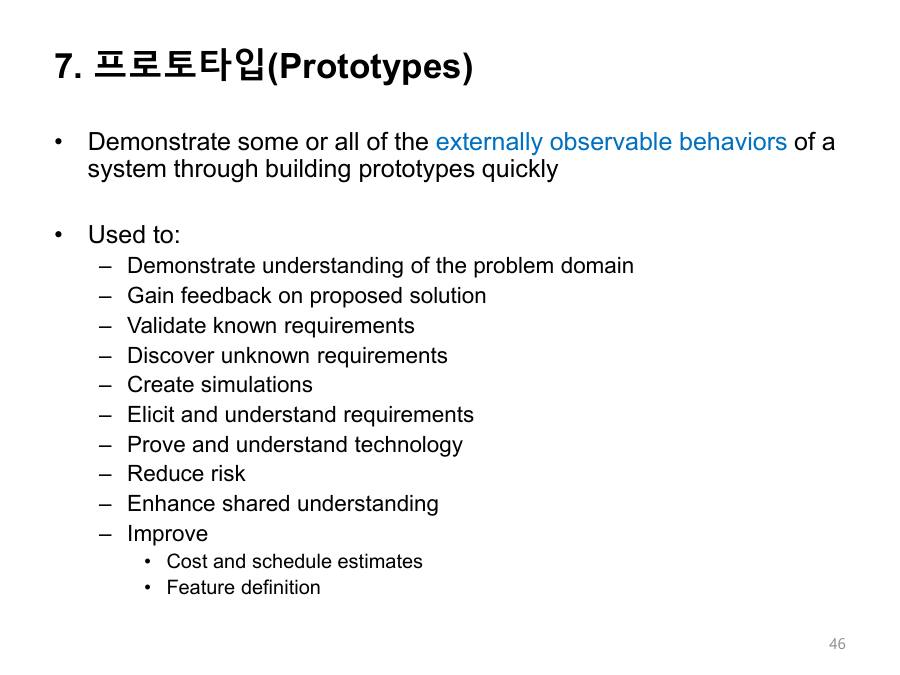 7. 프로토타입(Prototypes)
• Demonstrate some or all of the externally observable behaviors of a
system through building prototypes quickly
• Used to:
– Demonstrate understanding of the problem domain
– Gain feedback on proposed solution
– Validate known requirements
– Discover unknown requirements
– Create simulations
– Elicit and understand requirements
– Prove and understand technology
– Reduce risk
– Enhance shared understanding
– Improve
• Cost and schedule estimates
• Feature definition
46